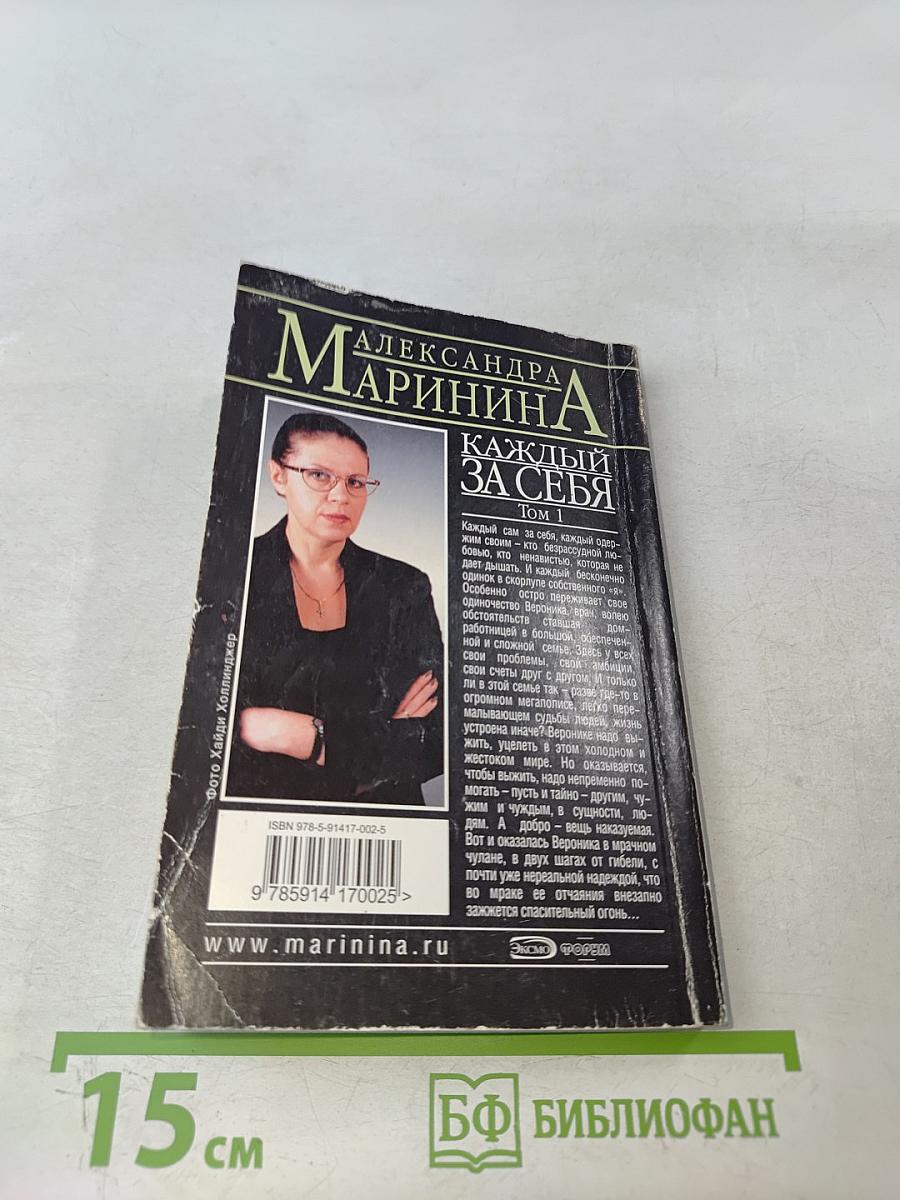 АЛЕКСАНДРА
МАРИНИНА
КАЖДЫЙ
ЗА СЕБЯ
Том 1
Каждый сам за себя, каждый одер-
жим своим – кто безрассудной лю-
бовью, кто ненавистью, которая не
дает дышать. И каждый бесконечно
одинок в скорлупе собственного «я».
Особенно остро переживает свое
одиночество Вероника, врач, волею
обстоятельств ставшая дом-
работницей в большой, обеспечен-
ной и сложной семье. Здесь у всех
свои проблемы, свои амбиции,
свои счеты друг с другом. И только
ли в этой семье так – разве где-то в
огромном мегаполисе, легко пере-
малывающем судьбы людей, жизнь
устроена иначе? Веронике надо вы-
жить, уцелеть в этом холодном и
жестоком мире. Но оказывается,
чтобы выжить, надо непременно по-
могать – пусть и тайно – другим, чу-
жим и чуждым, в сущности, лю-
дям. А добро – вещь наказуемая.
Вот и оказалась Вероника в мрачном
чулане, в двух шагах от гибели, с
почти уже нереальной надеждой, что
во мраке ее отчаяния внезапно
зажжется спасительный огонь...
Фото Хайди Холлинджер
ISBN 978-5-91417-002-5
9 785914 170025 >
www.marinina.ru
ЭКСМО
ФОРУМ
15 см
БФ БИБЛИОФАН